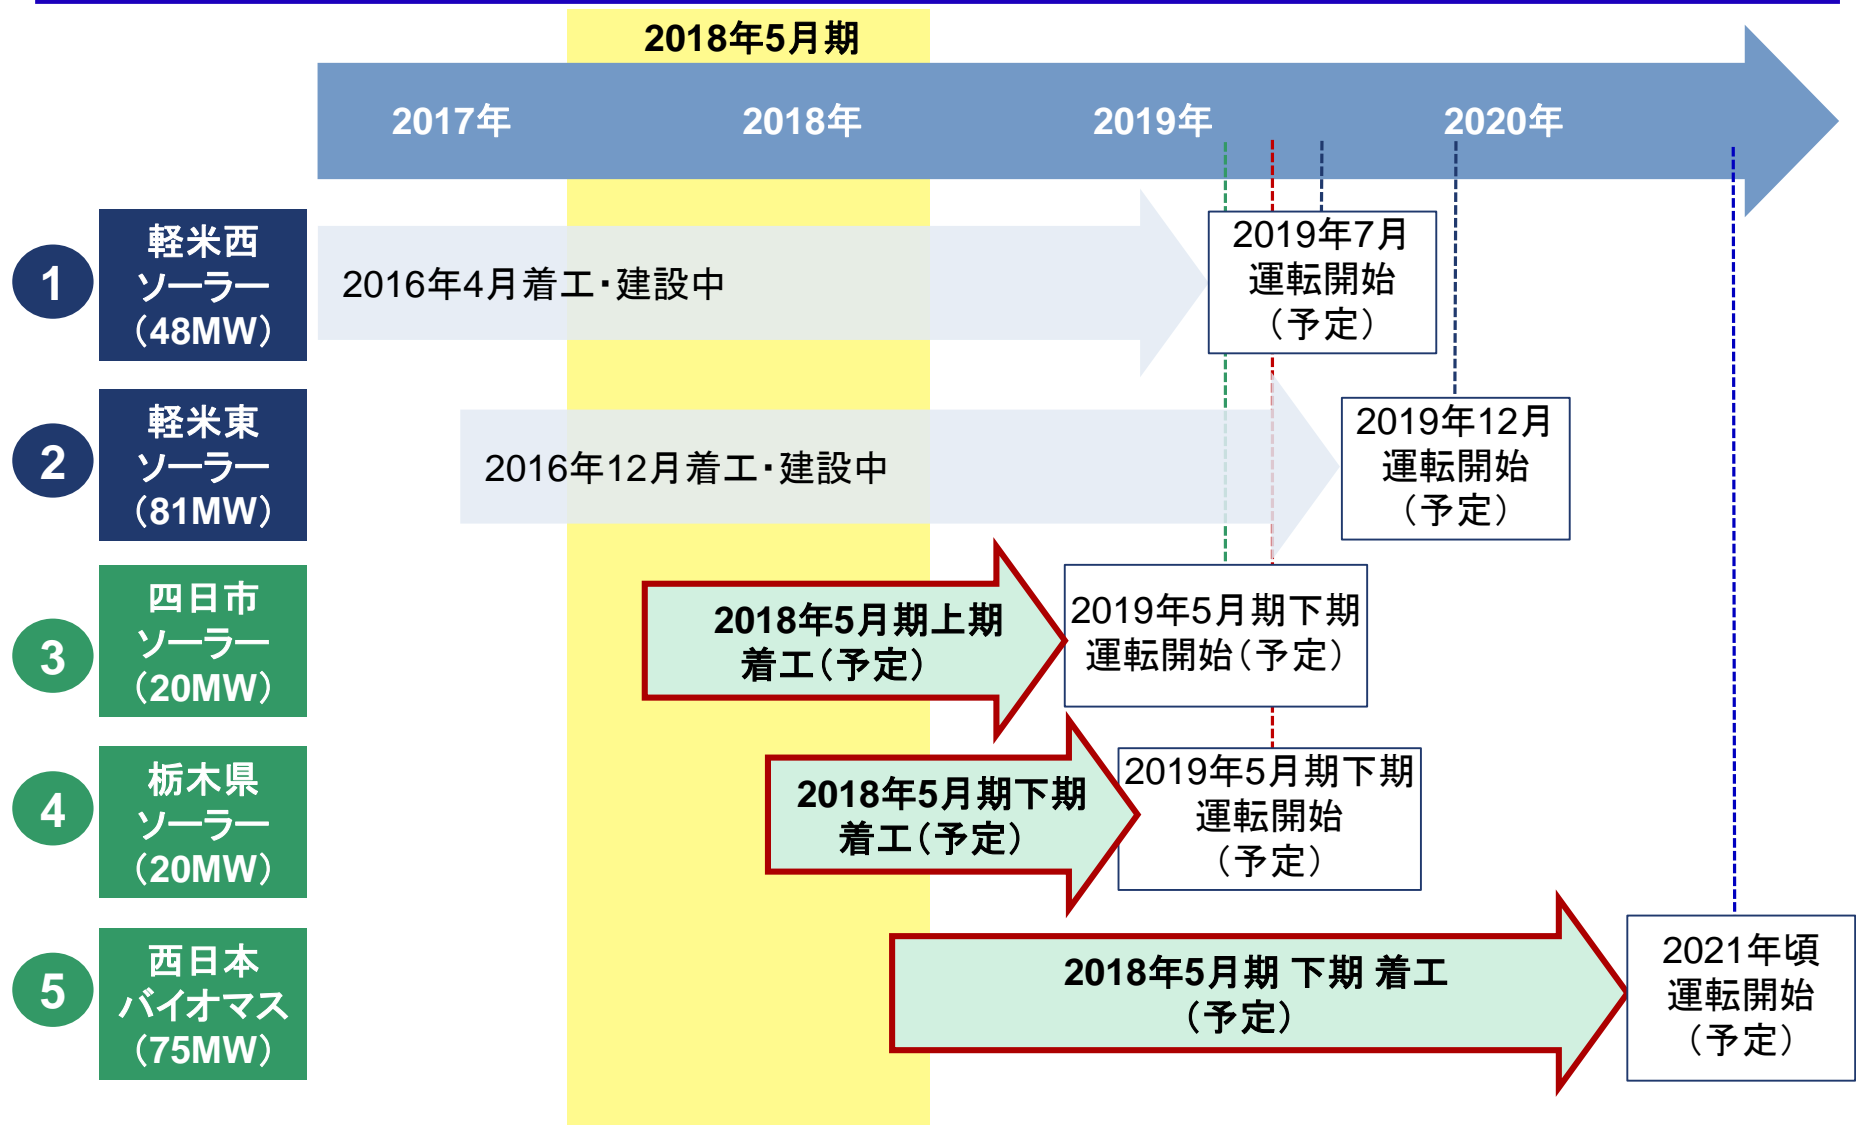 2018年5月期
2017年
2018年
2019年
2020年
1
軽米西
ソーラー
(48MW)
2016年4月着工・建設中
2019年7月
運転開始
(予定)
2
軽米東
ソーラー
(81MW)
2016年12月着工・建設中
2019年12月
運転開始
(予定)
3
四日市
ソーラー
(20MW)
2018年5月期上期
着工(予定)
2019年5月期下期
運転開始(予定)
4
栃木県
ソーラー
(20MW)
2018年5月期下期
着工(予定)
2019年5月期下期
運転開始
(予定)
5
西日本
バイオマス
(75MW)
2018年5月期 下期 着工
(予定)
2021年頃
運転開始
(予定)